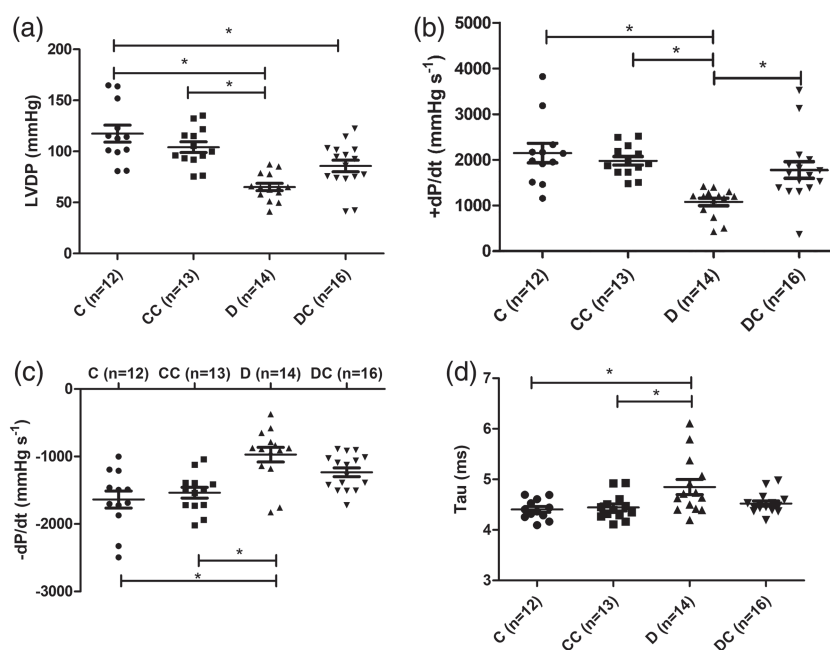 (a)
*
*
*
LVDP (mmHg)
200
150
100
50
0
C (n=12)
CC (n=13)
D (n=14)
DC (n=16)
(b)
*
*
*
+dP/dt (mmHg s⁻¹)
5000
4000
3000
2000
1000
0
C (n=12)
CC (n=13)
D (n=14)
DC (n=16)
(c)
C (n=12) CC (n=13) D (n=14) DC (n=16)
-dP/dt (mmHg s⁻¹)
0
-1000
-2000
-3000
*
*
(d)
*
*
Tau (ms)
7
6
5
4
3
C (n=12)
CC (n=13)
D (n=14)
DC (n=16)